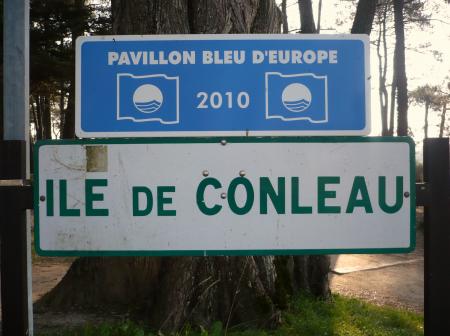 PAVILLON BLEU D'EUROPE
2010
ILE DE CONLEAU